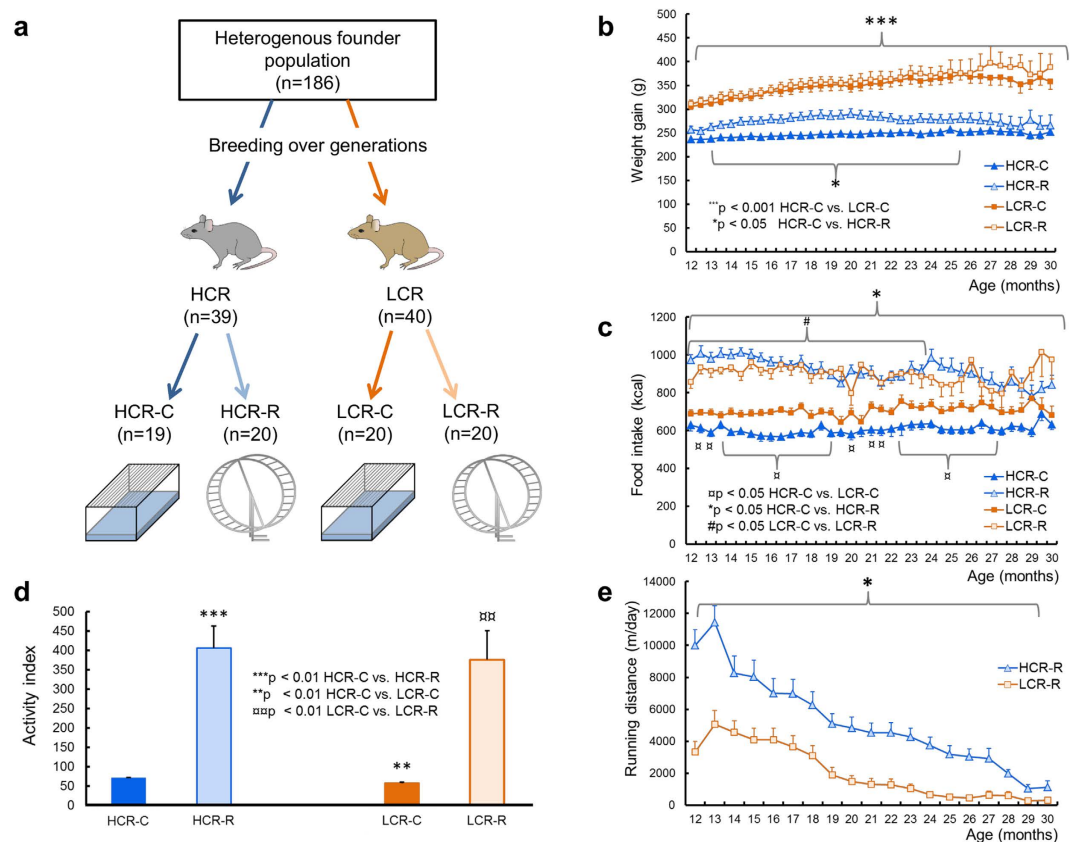 a
Heterogenous founder
population
(n=186)
Breeding over generations
HCR
(n=39)
LCR
(n=40)
HCR-C
(n=19)
HCR-R
(n=20)
LCR-C
(n=20)
LCR-R
(n=20)
b
***
500
450
400
350
300
250
200
150
100
50
0
Weight gain (g)
*
***p < 0.001 HCR-C vs. LCR-C
*p < 0.05 HCR-C vs. HCR-R
HCR-C
HCR-R
LCR-C
LCR-R
12 13 14 15 16 17 18 19 20 21 22 23 24 25 26 27 28 29 30
Age (months)
c
*
#
1200
1000
800
600
400
200
0
Food intake (kcal)
¤ ¤ ¤ ¤ ¤
¤ ¤
¤p < 0.05 HCR-C vs. LCR-C
*p < 0.05 HCR-C vs. HCR-R
#p < 0.05 LCR-C vs. LCR-R
HCR-C
HCR-R
LCR-C
LCR-R
12 13 14 15 16 17 18 19 20 21 22 23 24 25 26 27 28 29 30
Age (months)
d
500
450
400
350
300
250
200
150
100
50
0
Activity index
***
¤¤
**
***p < 0.01 HCR-C vs. HCR-R
**p < 0.01 HCR-C vs. LCR-C
¤¤p < 0.01 LCR-C vs. LCR-R
HCR-C HCR-R LCR-C LCR-R
e
*
14000
12000
10000
8000
6000
4000
2000
0
Running distance (m/day)
HCR-R
LCR-R
12 13 14 15 16 17 18 19 20 21 22 23 24 25 26 27 28 29 30
Age (months)